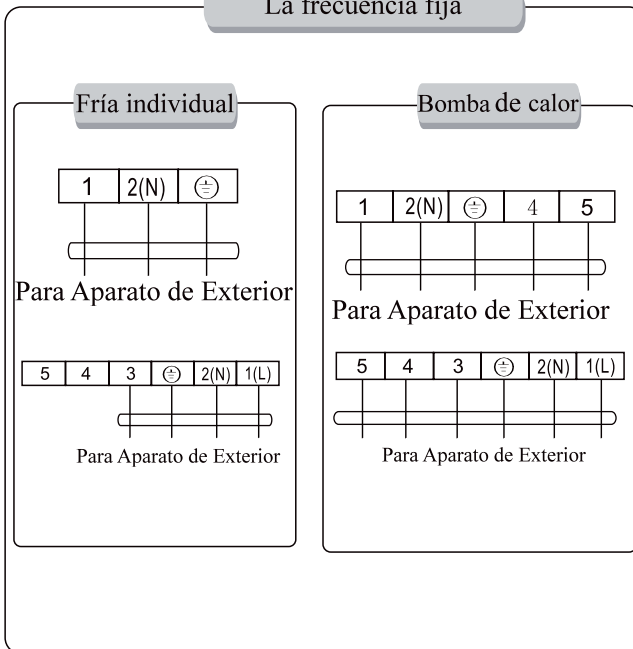 La frecuencia fija
Fría individual
1 2(N)
Para Aparato de Exterior
5 4 3 2(N) 1(L)
Para Aparato de Exterior
Bomba de calor
1 2(N) 4 5
Para Aparato de Exterior
5 4 3 2(N) 1(L)
Para Aparato de Exterior